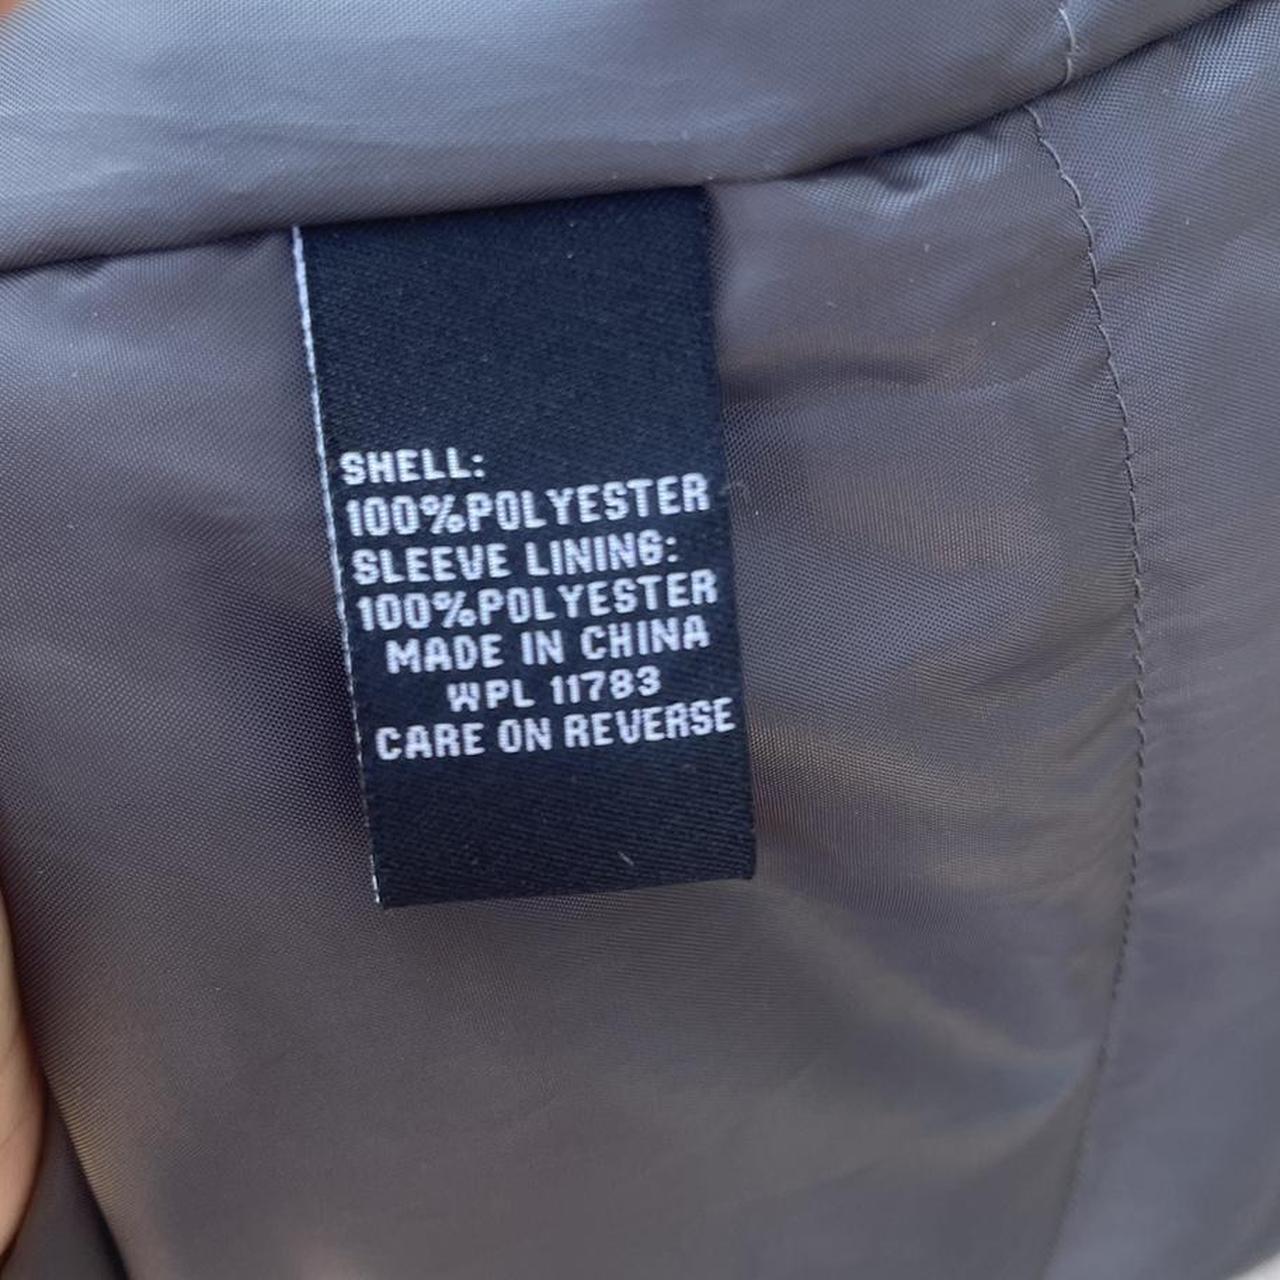 SHELL:
100%POLYESTER
SLEEVE LINING:
100%POLYESTER
MADE IN CHINA
WPL 11783
CARE ON REVERSE